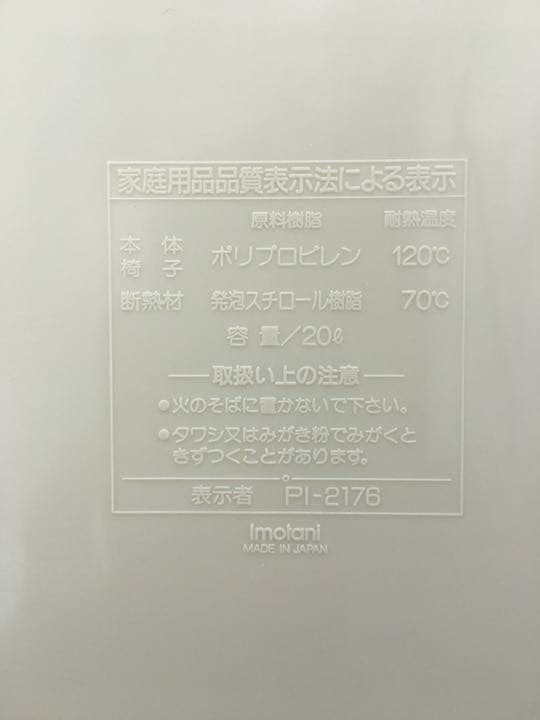 家庭用品品質表示法による表示
原料樹脂 耐熱温度
本体
椅子 ポリプロピレン 120℃
断熱材 発泡スチロール樹脂 70℃
容量/20ℓ
取扱い上の注意
●火のそばに置かないで下さい。
●タワシ又はみがき粉でみがくと
きずつくことがあります。
表示者 PI-2176
Imotani
MADE IN JAPAN